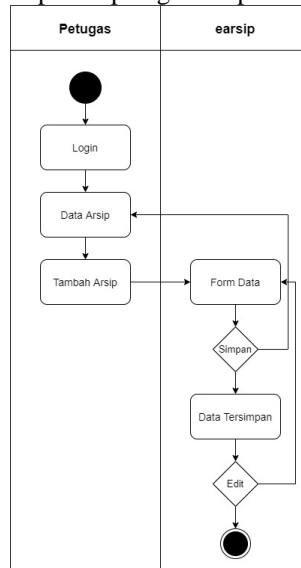 Petugas
earsip
Login
Data Arsip
Tambah Arsip
Form Data
Simpan
Data Tersimpan
Edit